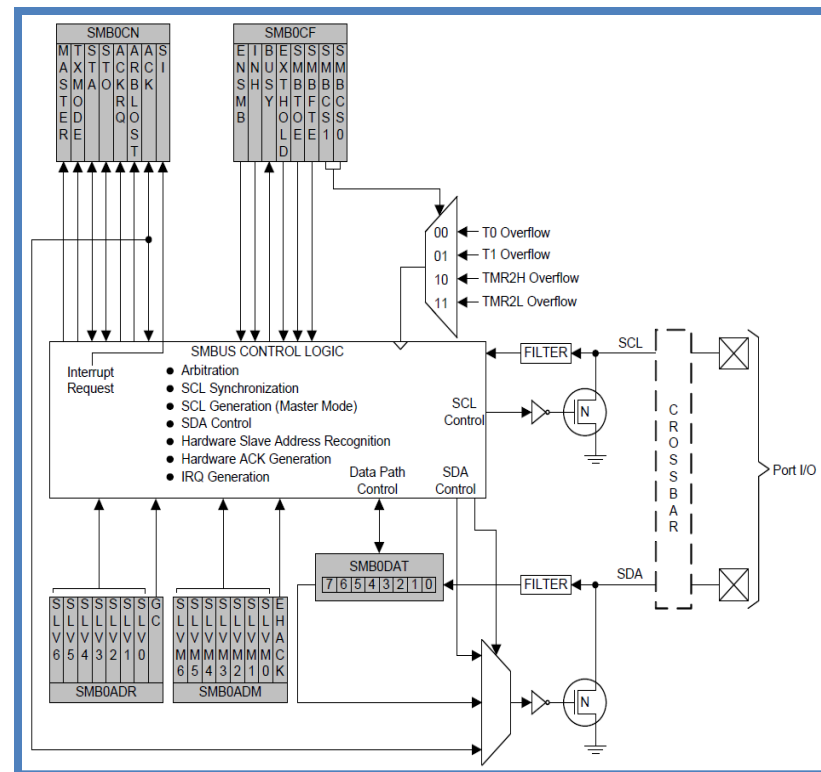 SMB0CN
MASTER
TXMODE
STA
STO
ACKRQ
ARBLOST
ACK
SI
SMB0CF
ENSMB
INH
BUSY
EXTHOLD
SMBTOE
SMBFTE
SMBCS1
SMBCS0
00
T0 Overflow
01
T1 Overflow
10
TMR2H Overflow
11
TMR2L Overflow
SMBUS CONTROL LOGIC
Interrupt
Request
● Arbitration
● SCL Synchronization
● SCL Generation (Master Mode)
● SDA Control
● Hardware Slave Address Recognition
● Hardware ACK Generation
● IRQ Generation
Data Path
Control
SCL
Control
SDA
Control
FILTER
SCL
N
CROSSBAR
Port I/O
SMB0DAT
7 6 5 4 3 2 1 0
FILTER
SDA
N
SLV6
SLV5
SLV4
SLV3
SLV2
SLV1
SLV0
GC
SMB0ADR
SLVM6
SLVM5
SLVM4
SLVM3
SLVM2
SLVM1
SLVM0
EHACK
SMB0ADM